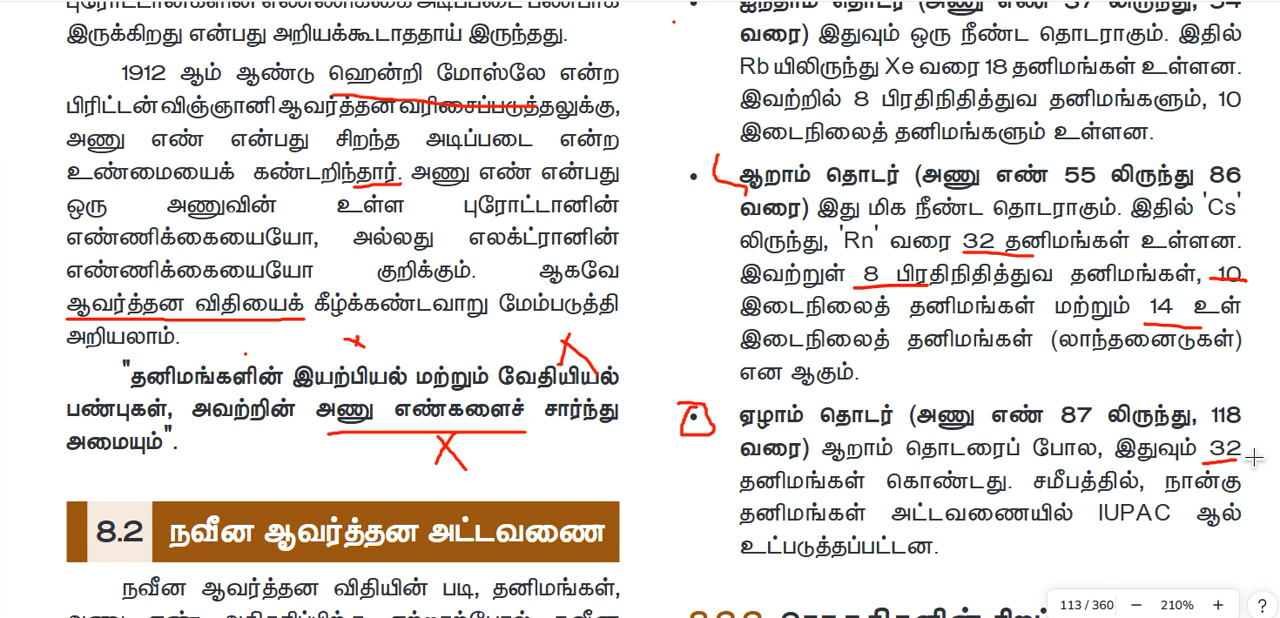 இருக்கிறது என்பது அறியக்கூடாததாய் இருந்தது.
1912 ஆம் ஆண்டு ஹென்றி மோஸ்லே என்ற
பிரிட்டன் விஞ்ஞானி ஆவர்த்தன வரிசைப்படுத்தலுக்கு,
அணு எண் என்பது சிறந்த அடிப்படை என்ற
உண்மையைக் கண்டறிந்தார். அணு எண் என்பது
ஒரு அணுவின் உள்ள புரோட்டானின்
எண்ணிக்கையையோ, அல்லது எலக்ட்ரானின்
எண்ணிக்கையையோ குறிக்கும். ஆகவே
ஆவர்த்தன விதியைக் கீழ்க்கண்டவாறு மேம்படுத்தி
அறியலாம்.
"தனிமங்களின் இயற்பியல் மற்றும் வேதியியல்
பண்புகள், அவற்றின் அணு எண்களைச் சார்ந்து
அமையும்".
8.2 நவீன ஆவர்த்தன அட்டவணை
நவீன ஆவர்த்தன விதியின் படி, தனிமங்கள்,
ஐந்தாம் தொடர் (அணு எண் 37 லிருந்து, 54
வரை) இதுவும் ஒரு நீண்ட தொடராகும். இதில்
Rb யிலிருந்து Xe வரை 18 தனிமங்கள் உள்ளன.
இவற்றில் 8 பிரதிநிதித்துவ தனிமங்களும், 10
இடைநிலைத் தனிமங்களும் உள்ளன.
• ஆறாம் தொடர் (அணு எண் 55 லிருந்து 86
வரை) இது மிக நீண்ட தொடராகும். இதில் 'Cs'
லிருந்து, 'Rn' வரை 32 தனிமங்கள் உள்ளன.
இவற்றுள் 8 பிரதிநிதித்துவ தனிமங்கள், 10
இடைநிலைத் தனிமங்கள் மற்றும் 14 உள்
இடைநிலைத் தனிமங்கள் (லாந்தனைடுகள்)
என ஆகும்.
• ஏழாம் தொடர் (அணு எண் 87 லிருந்து, 118
வரை) ஆறாம் தொடரைப் போல, இதுவும் 32
தனிமங்கள் கொண்டது. சமீபத்தில், நான்கு
தனிமங்கள் அட்டவணையில் IUPAC ஆல்
உட்படுத்தப்பட்டன.
113 / 360 − 210% + ?